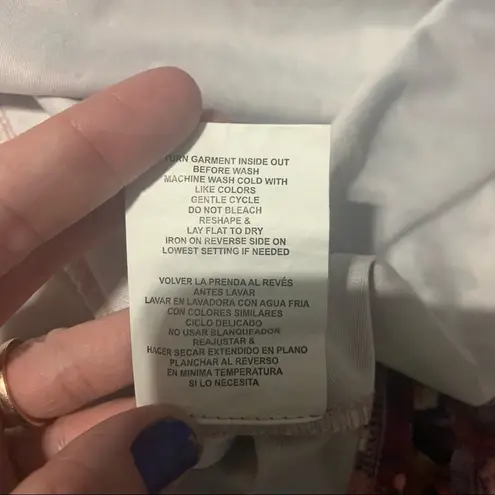 TURN GARMENT INSIDE OUT
BEFORE WASH
MACHINE WASH COLD WITH
LIKE COLORS
GENTLE CYCLE
DO NOT BLEACH
RESHAPE &
LAY FLAT TO DRY
IRON ON REVERSE SIDE ON
LOWEST SETTING IF NEEDED
VOLVER LA PRENDA AL REVÉS
ANTES LAVAR
LAVAR EN LAVADORA CON AGUA FRIA
CON COLORES SIMILARES
CICLO DELICADO
NO USAR BLANQUEADOR
REAJUSTAR &
HACER SECAR EXTENDIDO EN PLANO
PLANCHAR AL REVERSO
EN MINIMA TEMPERATURA
SI LO NECESITA